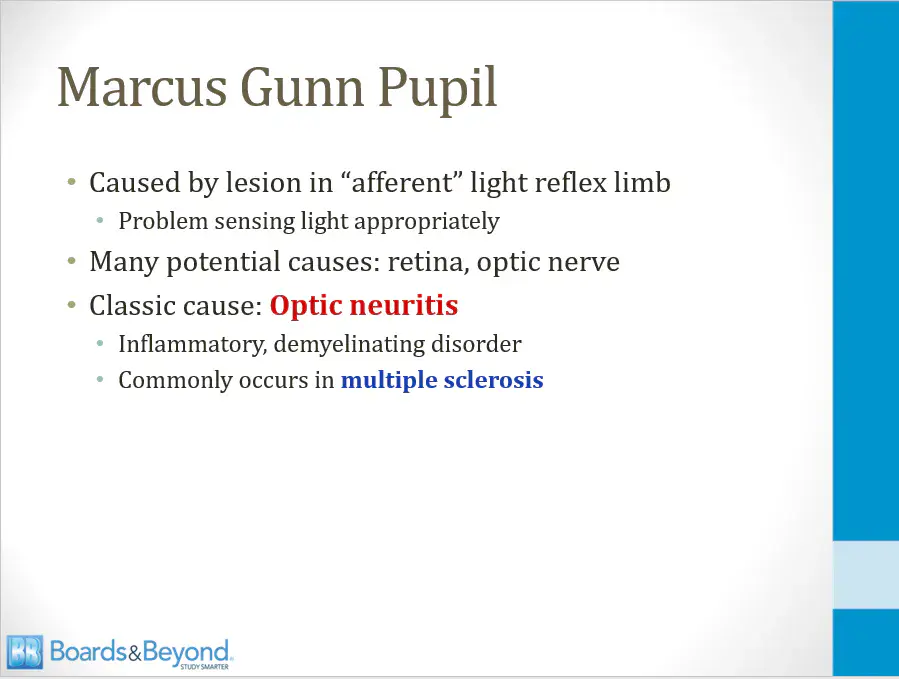 Marcus Gunn Pupil
• Caused by lesion in “afferent” light reflex limb
• Problem sensing light appropriately
• Many potential causes: retina, optic nerve
• Classic cause: Optic neuritis
• Inflammatory, demyelinating disorder
• Commonly occurs in multiple sclerosis
BB Boards&Beyond.
STUDY SMARTER